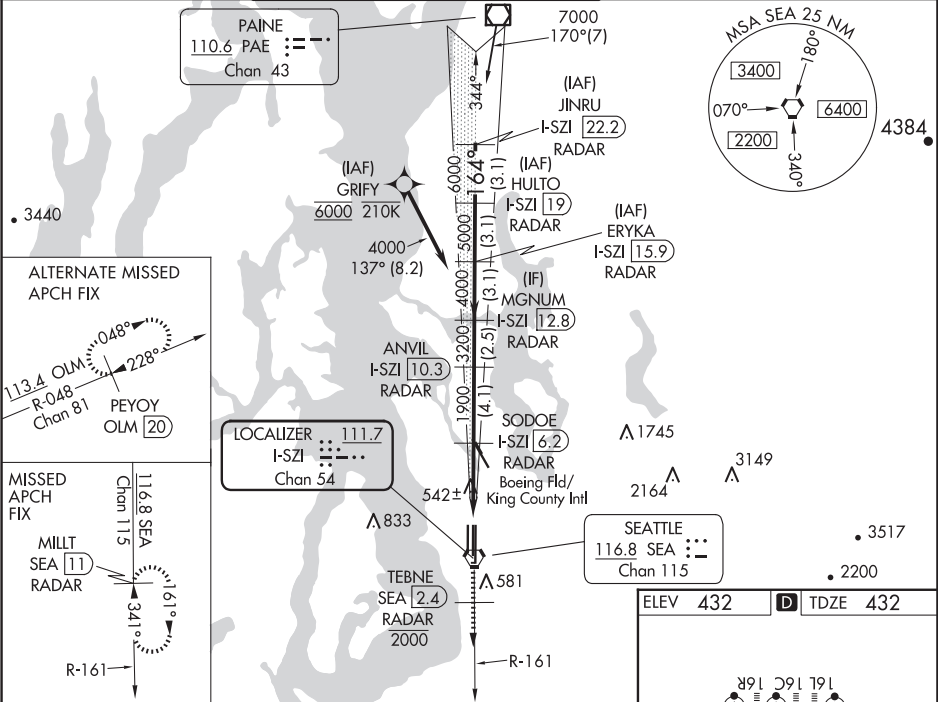 PAINE
110.6 PAE
Chan 43
7000
170°(7)
344°
(IAF)
JINRU
I-SZI 22.2
RADAR
MSA SEA 25 NM
180°
3400
070°
6400
2200
340°
4384
164°
6000
(3.1)
(IAF)
HULTO
I-SZI 19
RADAR
(IAF)
GRIFY
6000 210K
3440
4000
137° (8.2)
5000
(3.1)
(IAF)
ERYKA
I-SZI 15.9
RADAR
4000
(3.1)
(IF)
MGNUM
I-SZI 12.8
RADAR
3200
(2.5)
ANVIL
I-SZI 10.3
RADAR
1900
(4.1)
SODOE
I-SZI 6.2
RADAR
Boeing Fld/
King County Intl
ALTERNATE MISSED
APCH FIX
048°
228°
113.4 OLM
R-048
Chan 81
PEYOY
OLM 20
LOCALIZER 111.7
I-SZI
Chan 54
1745
3149
2164
542±
833
MISSED
APCH
FIX
116.8 SEA
Chan 115
MILLT
SEA 11
RADAR
161°
341°
R-161
SEATTLE
116.8 SEA
Chan 115
3517
2200
581
TEBNE
SEA 2.4
RADAR
2000
R-161
ELEV 432 D TDZE 432
16R 16C 16L